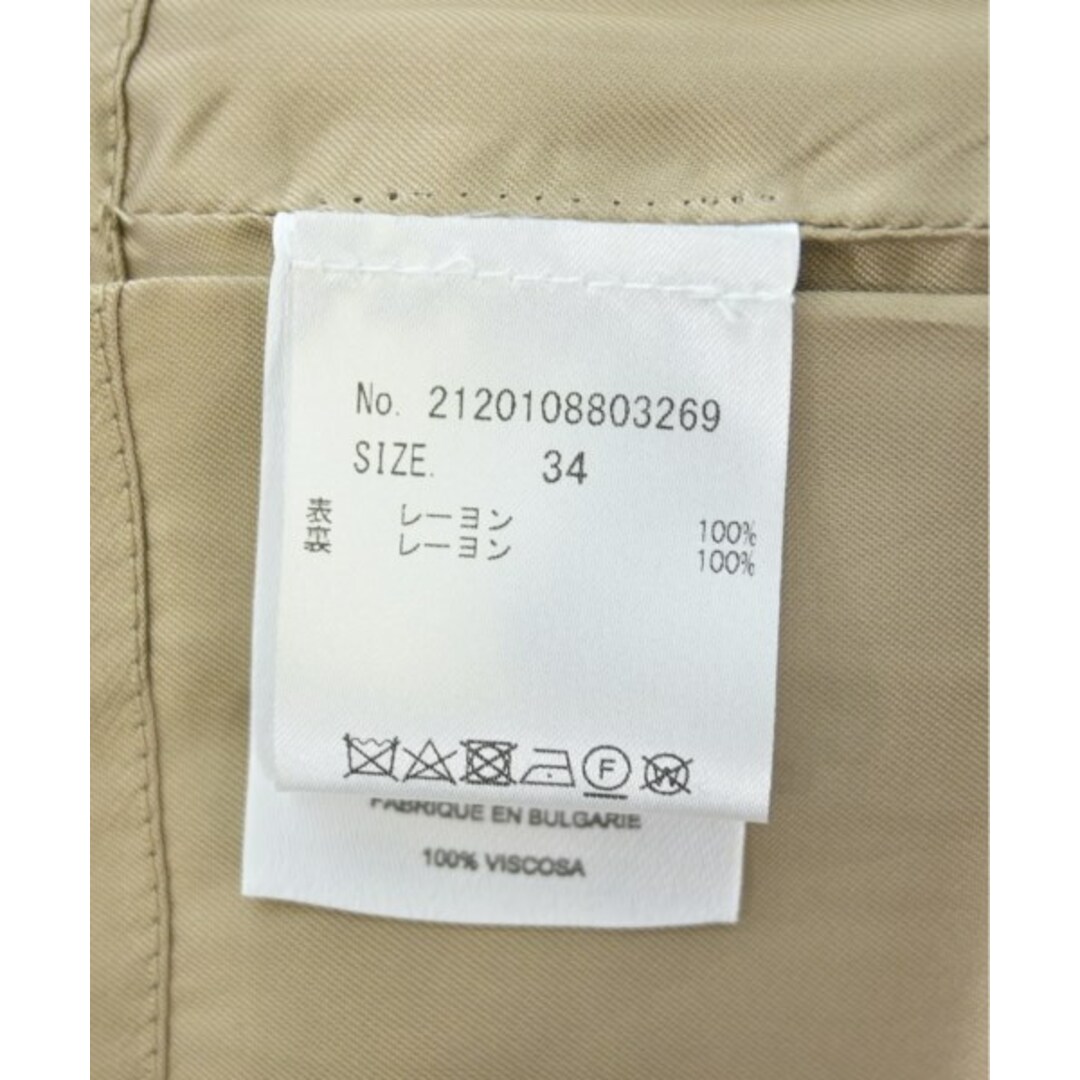 No. 2120108803269
SIZE. 34
表 レーヨン 100%
裏 レーヨン 100%
F W
FABRIQUE EN BULGARIE
100% VISCOSA